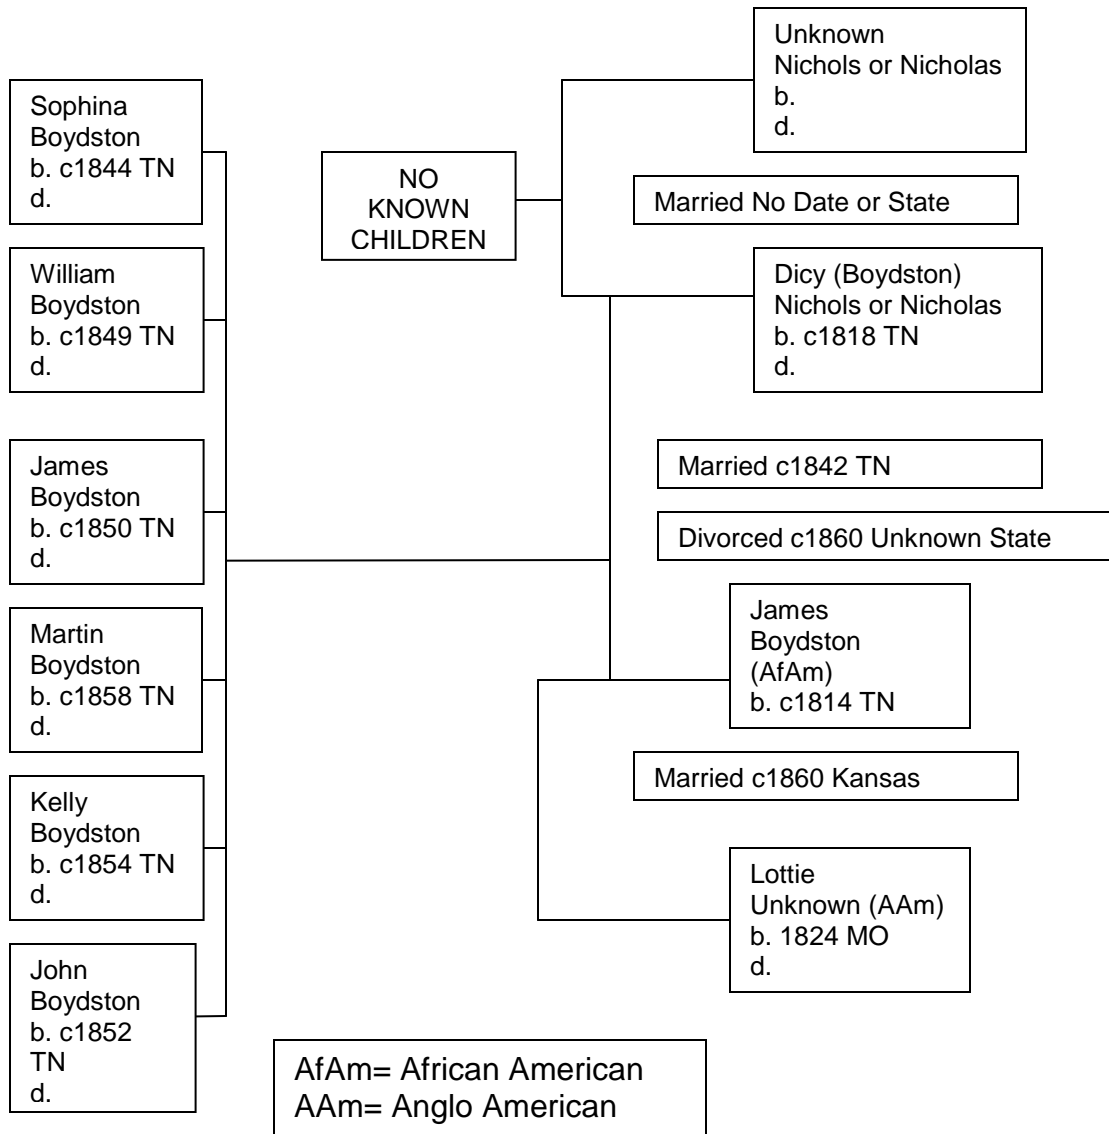 Sophina
Boydston
b. c1844 TN
d.
William
Boydston
b. c1849 TN
d.
James
Boydston
b. c1850 TN
d.
Martin
Boydston
b. c1858 TN
d.
Kelly
Boydston
b. c1854 TN
d.
John
Boydston
b. c1852
TN
d.
NO
KNOWN
CHILDREN
Unknown
Nichols or Nicholas
b.
d.
Married No Date or State
Dicy (Boydston)
Nichols or Nicholas
b. c1818 TN
d.
Married c1842 TN
Divorced c1860 Unknown State
James
Boydston
(AfAm)
b. c1814 TN
Married c1860 Kansas
Lottie
Unknown (AAm)
b. 1824 MO
d.
AfAm= African American
AAm= Anglo American